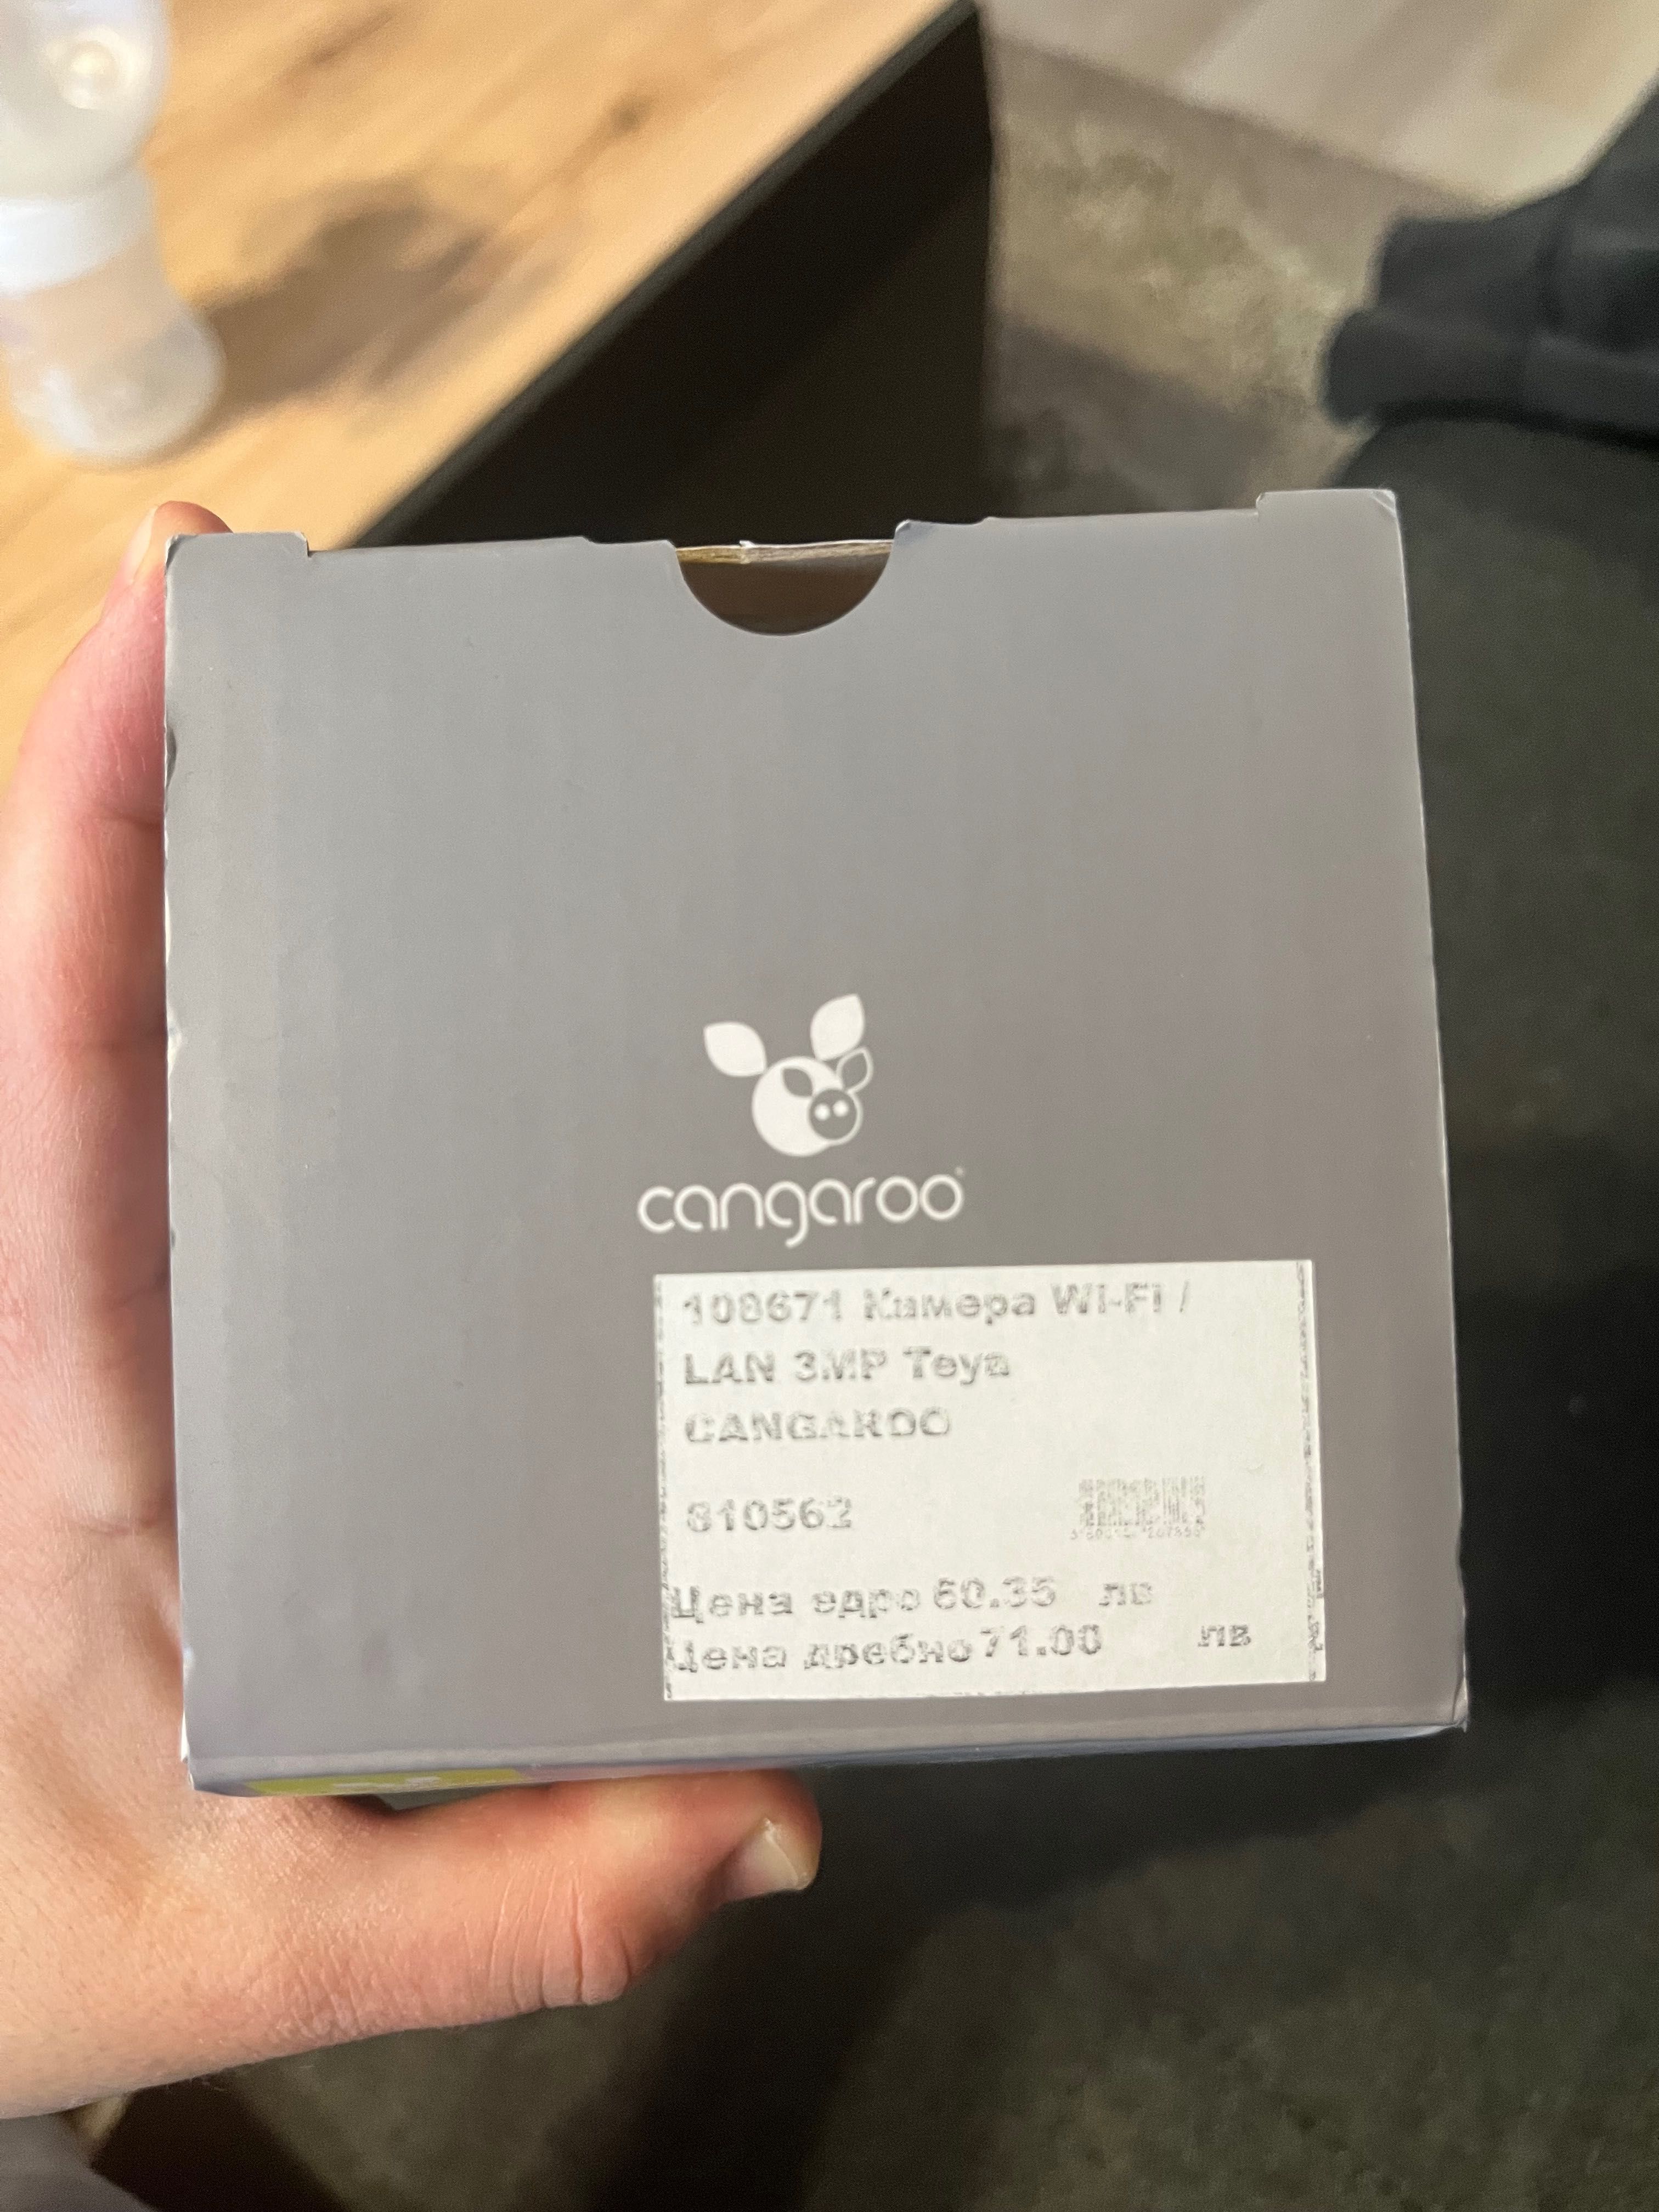 cangaroo
108671 Камера Wi-Fi /
LAN 3MP Teya
CANGAROO
810562
Цена едро 60.35 лв
Цена дребно 71.00 лв